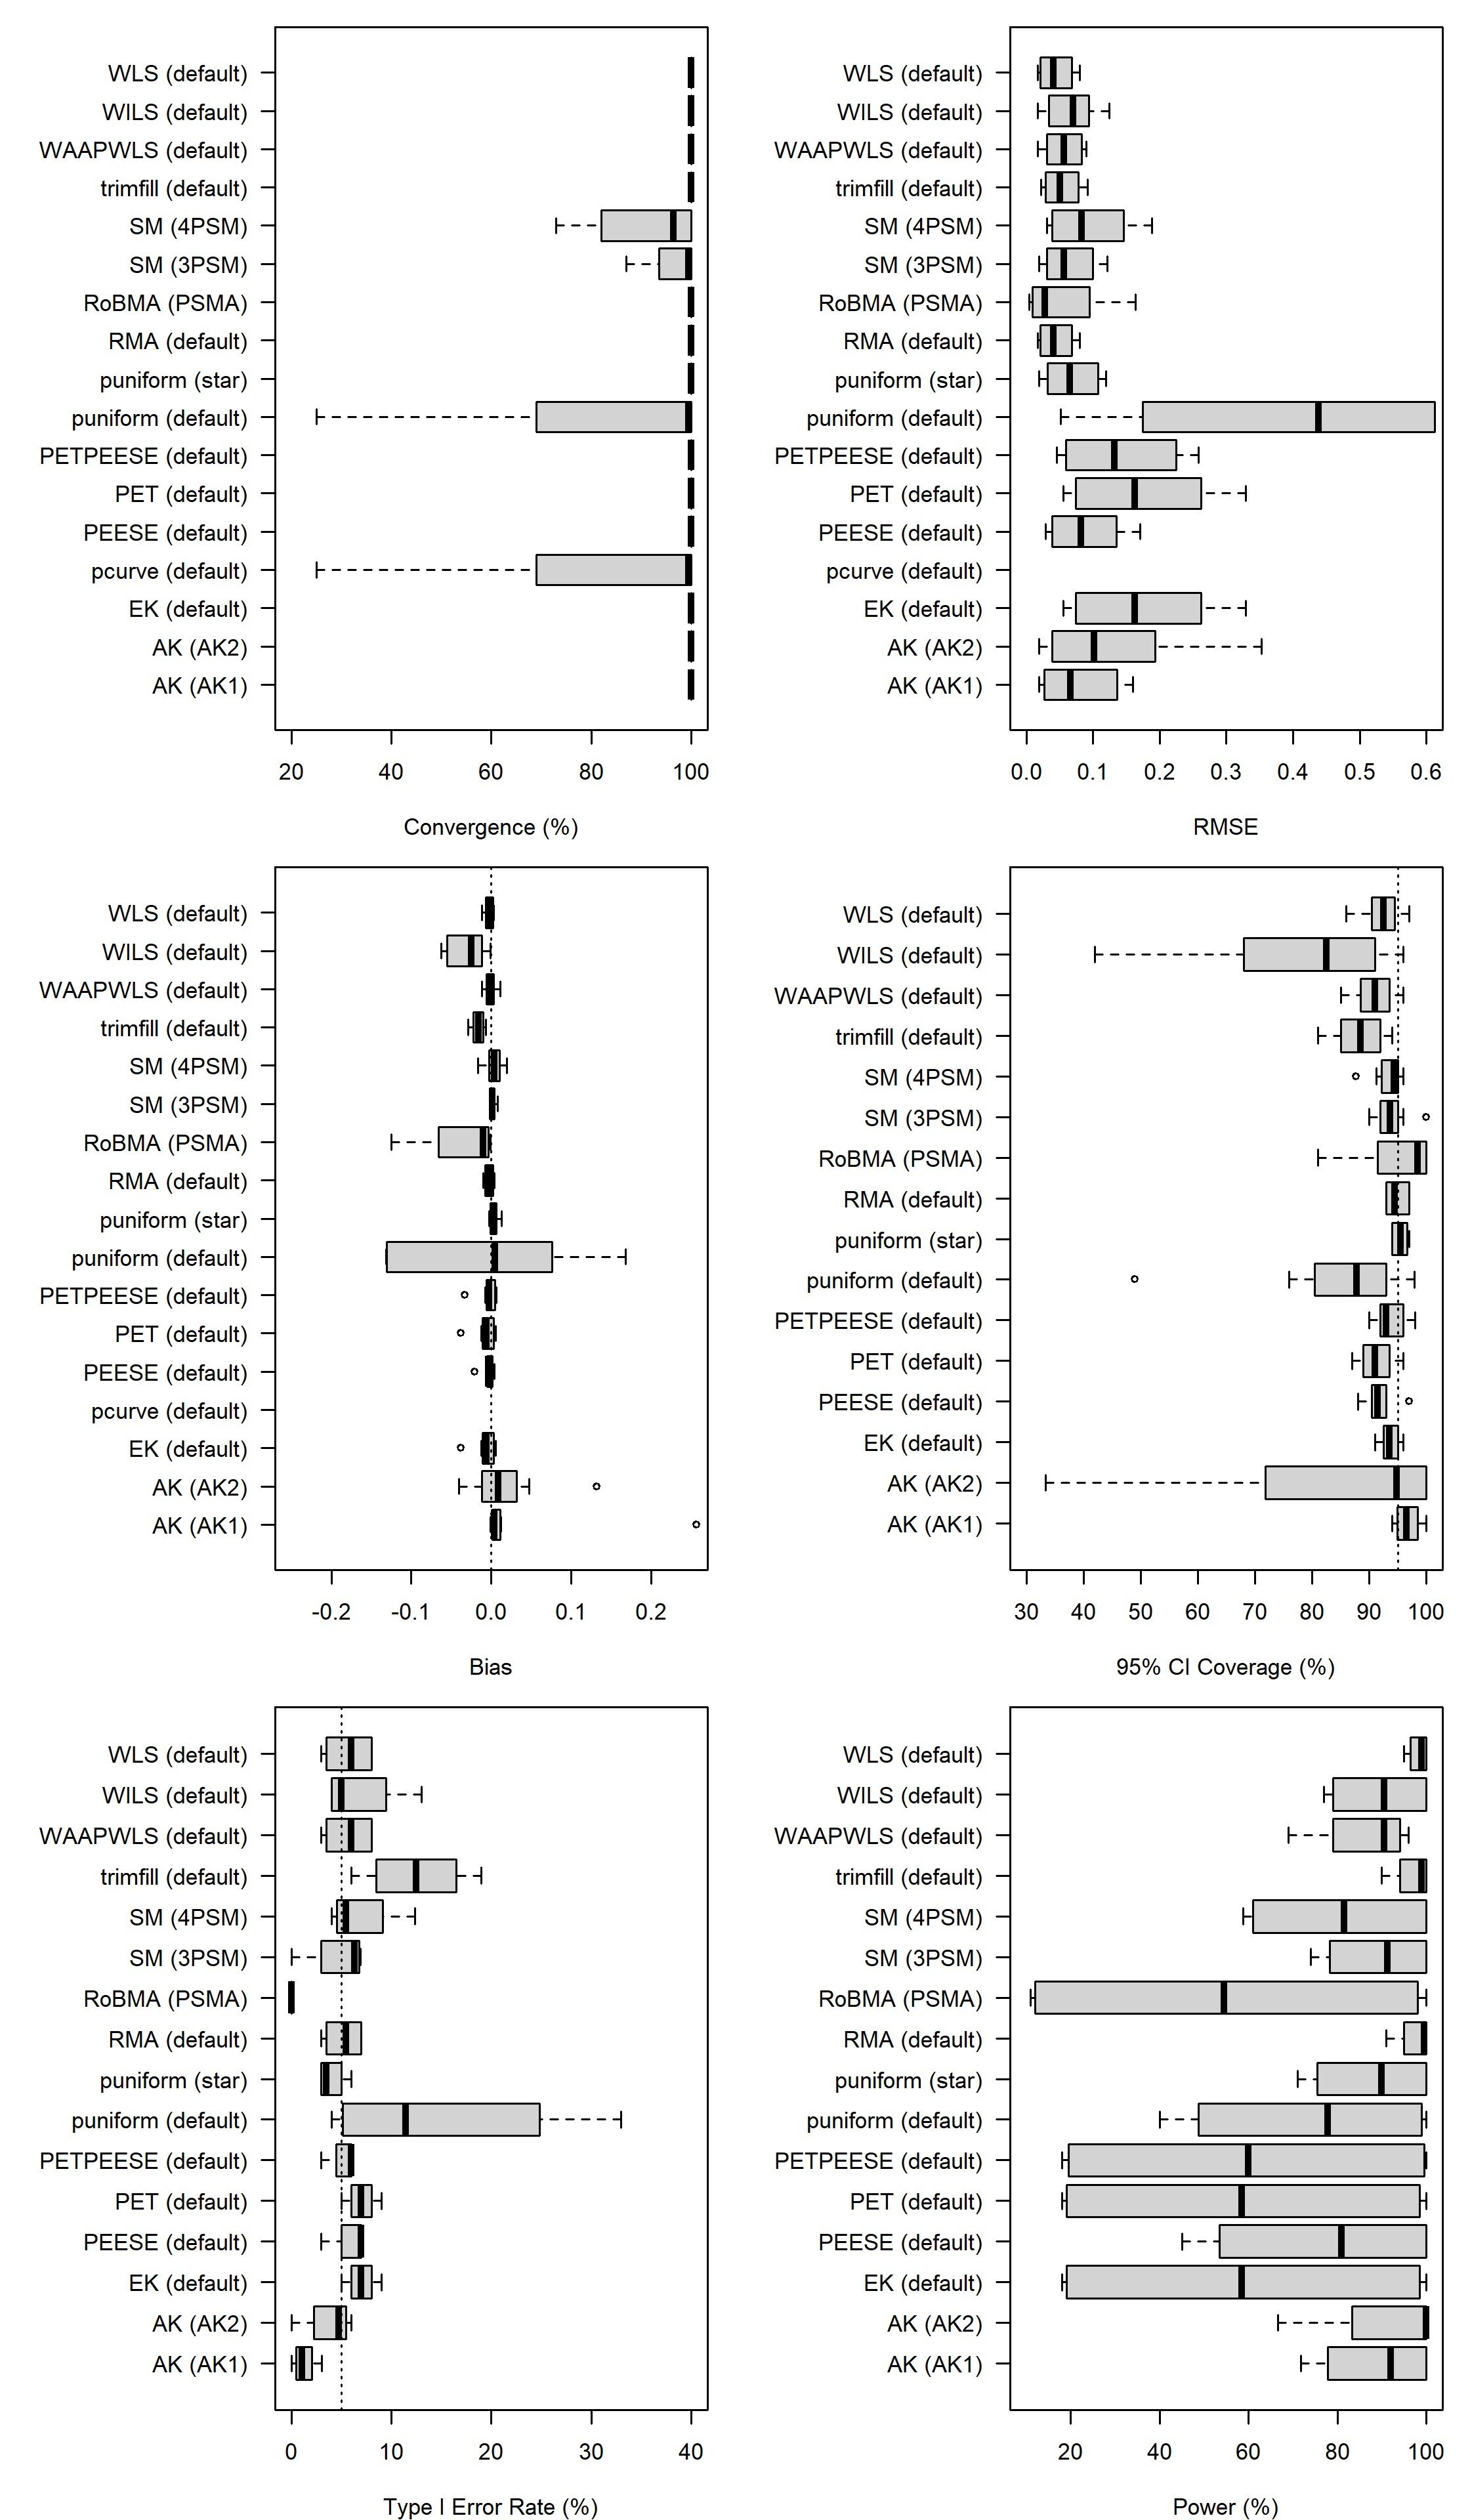 WLS (default)
WILS (default)
WAAPWLS (default)
trimfill (default)
SM (4PSM)
SM (3PSM)
RoBMA (PSMA)
RMA (default)
puniform (star)
puniform (default)
PETPEESE (default)
PET (default)
PEESE (default)
pcurve (default)
EK (default)
AK (AK2)
AK (AK1)
20 40 60 80 100
Convergence (%)
WLS (default)
WILS (default)
WAAPWLS (default)
trimfill (default)
SM (4PSM)
SM (3PSM)
RoBMA (PSMA)
RMA (default)
puniform (star)
puniform (default)
PETPEESE (default)
PET (default)
PEESE (default)
pcurve (default)
EK (default)
AK (AK2)
AK (AK1)
0.0 0.1 0.2 0.3 0.4 0.5 0.6
RMSE
WLS (default)
WILS (default)
WAAPWLS (default)
trimfill (default)
SM (4PSM)
SM (3PSM)
RoBMA (PSMA)
RMA (default)
puniform (star)
puniform (default)
PETPEESE (default)
PET (default)
PEESE (default)
pcurve (default)
EK (default)
AK (AK2)
AK (AK1)
-0.2 -0.1 0.0 0.1 0.2
Bias
WLS (default)
WILS (default)
WAAPWLS (default)
trimfill (default)
SM (4PSM)
SM (3PSM)
RoBMA (PSMA)
RMA (default)
puniform (star)
puniform (default)
PETPEESE (default)
PET (default)
PEESE (default)
EK (default)
AK (AK2)
AK (AK1)
30 40 50 60 70 80 90 100
95% CI Coverage (%)
WLS (default)
WILS (default)
WAAPWLS (default)
trimfill (default)
SM (4PSM)
SM (3PSM)
RoBMA (PSMA)
RMA (default)
puniform (star)
puniform (default)
PETPEESE (default)
PET (default)
PEESE (default)
EK (default)
AK (AK2)
AK (AK1)
0 10 20 30 40
Type I Error Rate (%)
WLS (default)
WILS (default)
WAAPWLS (default)
trimfill (default)
SM (4PSM)
SM (3PSM)
RoBMA (PSMA)
RMA (default)
puniform (star)
puniform (default)
PETPEESE (default)
PET (default)
PEESE (default)
EK (default)
AK (AK2)
AK (AK1)
20 40 60 80 100
Power (%)